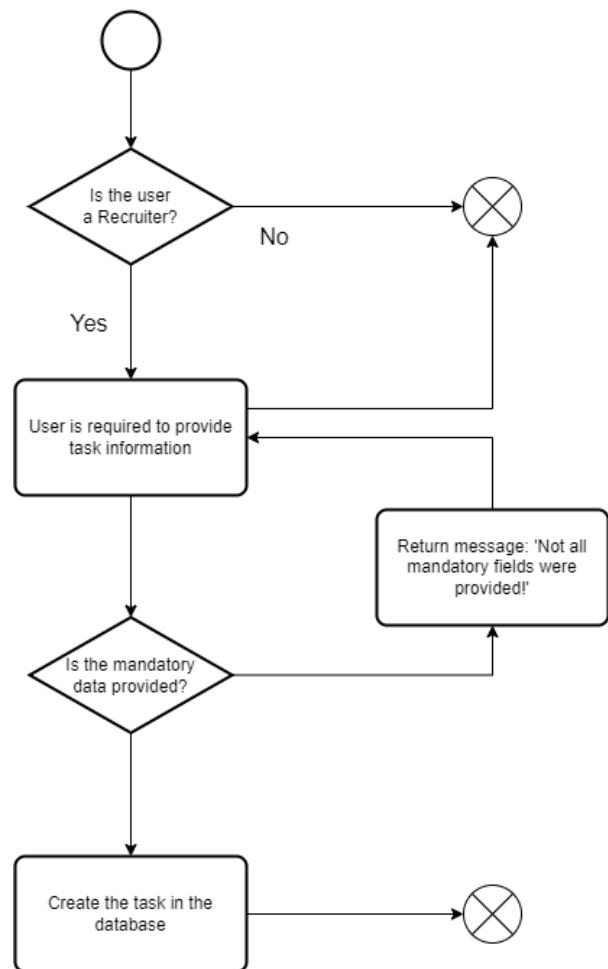 Is the user
a Recruiter?
No
Yes
User is required to provide
task information
Return message: 'Not all
mandatory fields were
provided!'
Is the mandatory
data provided?
Create the task in the
database